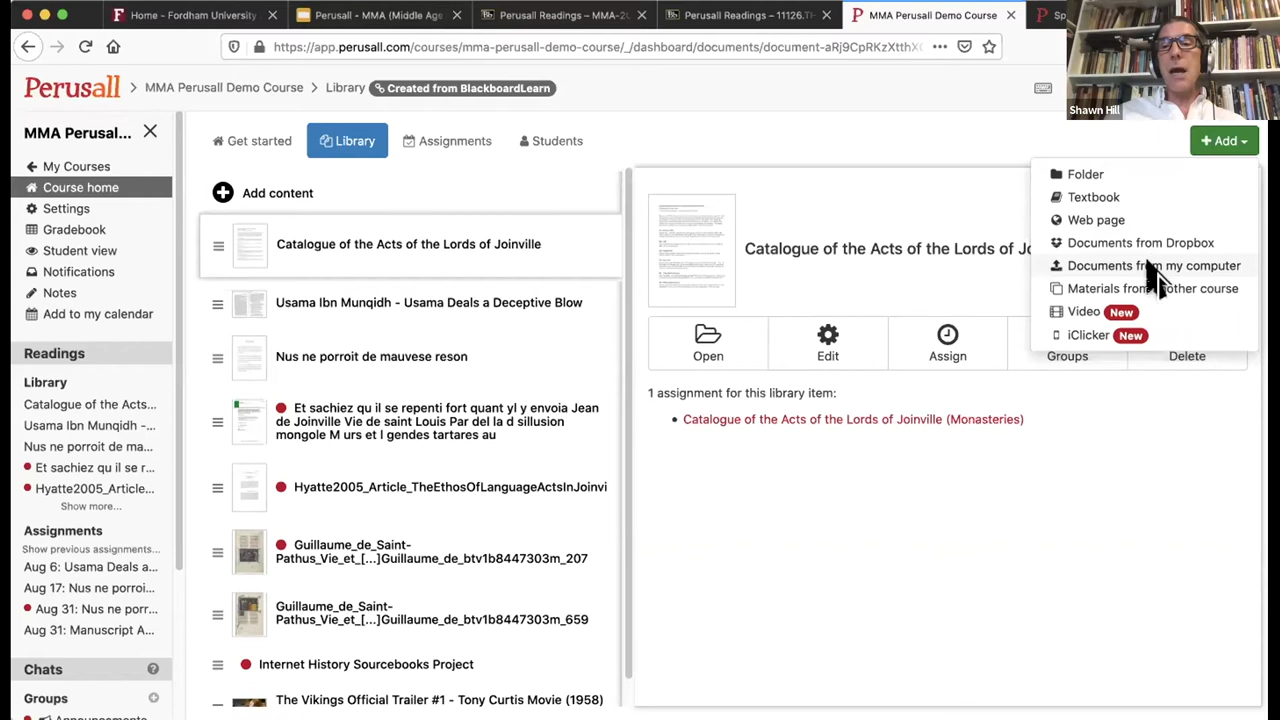 Home - Fordham University
Perusall - MMA (Middle Age
Perusall Readings – MMA-2U
Perusall Readings – 11126.TH
MMA Perusall Demo Course
Sp
https://app.perusall.com/courses/mma-perusall-demo-course/_/dashboard/documents/document-aRj9CpRKzXtthX
Shawn Hill
Perusall
MMA Perusall Demo Course
Library
Created from BlackboardLearn
MMA Perusall...
My Courses
Course home
Settings
Gradebook
Student view
Notifications
Notes
Add to my calendar
Readings
Library
Catalogue of the Acts...
Usama Ibn Munqidh -...
Nus ne porroit de ma...
Et sachiez qu il se r...
Hyatte2005_Article...
Show more...
Assignments
Show previous assignments...
Aug 6: Usama Deals a...
Aug 17: Nus ne porroi...
Aug 31: Nus ne porr...
Aug 31: Manuscript A...
Chats
Groups
Announcements
Get started
Library
Assignments
Students
Add content
Catalogue of the Acts of the Lords of Joinville
Usama Ibn Munqidh - Usama Deals a Deceptive Blow
Nus ne porroit de mauvese reson
Et sachiez qu il se repenti fort quant yl y envoia Jean
de Joinville Vie de saint Louis Par del la d sillusion
mongole M urs et l gendes tartares au
Hyatte2005_Article_TheEthosOfLanguageActsInJoinvi
Guillaume_de_Saint-
Pathus_Vie_et_[...]Guillaume_de_btv1b8447303m_207
Guillaume_de_Saint-
Pathus_Vie_et_[...]Guillaume_de_btv1b8447303m_659
Internet History Sourcebooks Project
The Vikings Official Trailer #1 - Tony Curtis Movie (1958)
Catalogue of the Acts of the Lords of Jo
Open
Edit
Assign
Groups
Delete
1 assignment for this library item:
Catalogue of the Acts of the Lords of Joinville (Monasteries)
Add
Folder
Textbook
Web page
Documents from Dropbox
Documents from my computer
Materials from another course
Video New
iClicker New